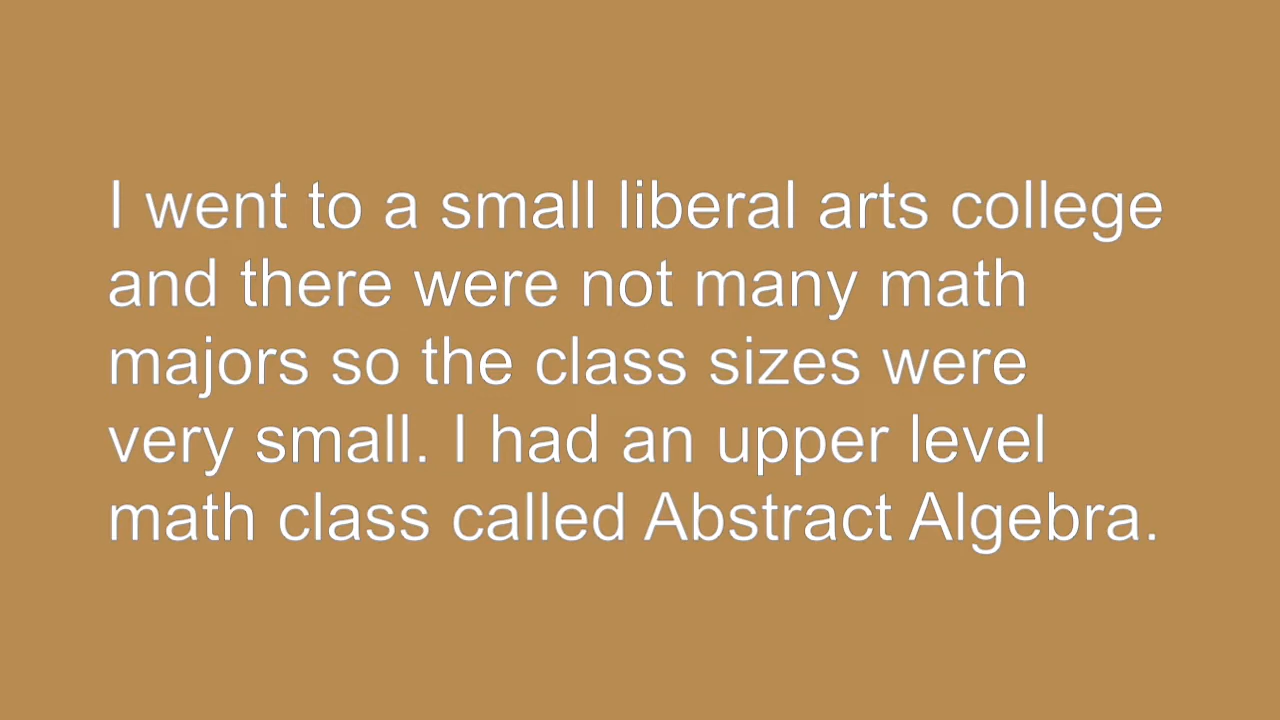 I went to a small liberal arts college
and there were not many math
majors so the class sizes were
very small. I had an upper level
math class called Abstract Algebra.